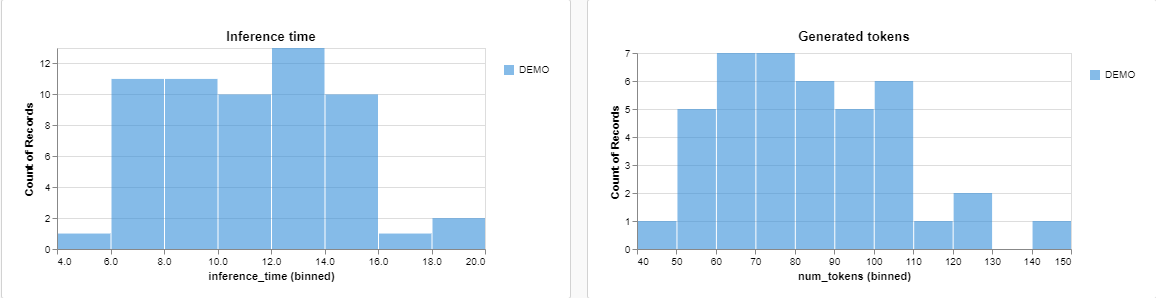 Inference time
Count of Records
12
10
8
6
4
2
0
4.0 6.0 8.0 10.0 12.0 14.0 16.0 18.0 20.0
inference_time (binned)
DEMO
Generated tokens
Count of Records
7
6
5
4
3
2
1
0
40 50 60 70 80 90 100 110 120 130 140 150
num_tokens (binned)
DEMO